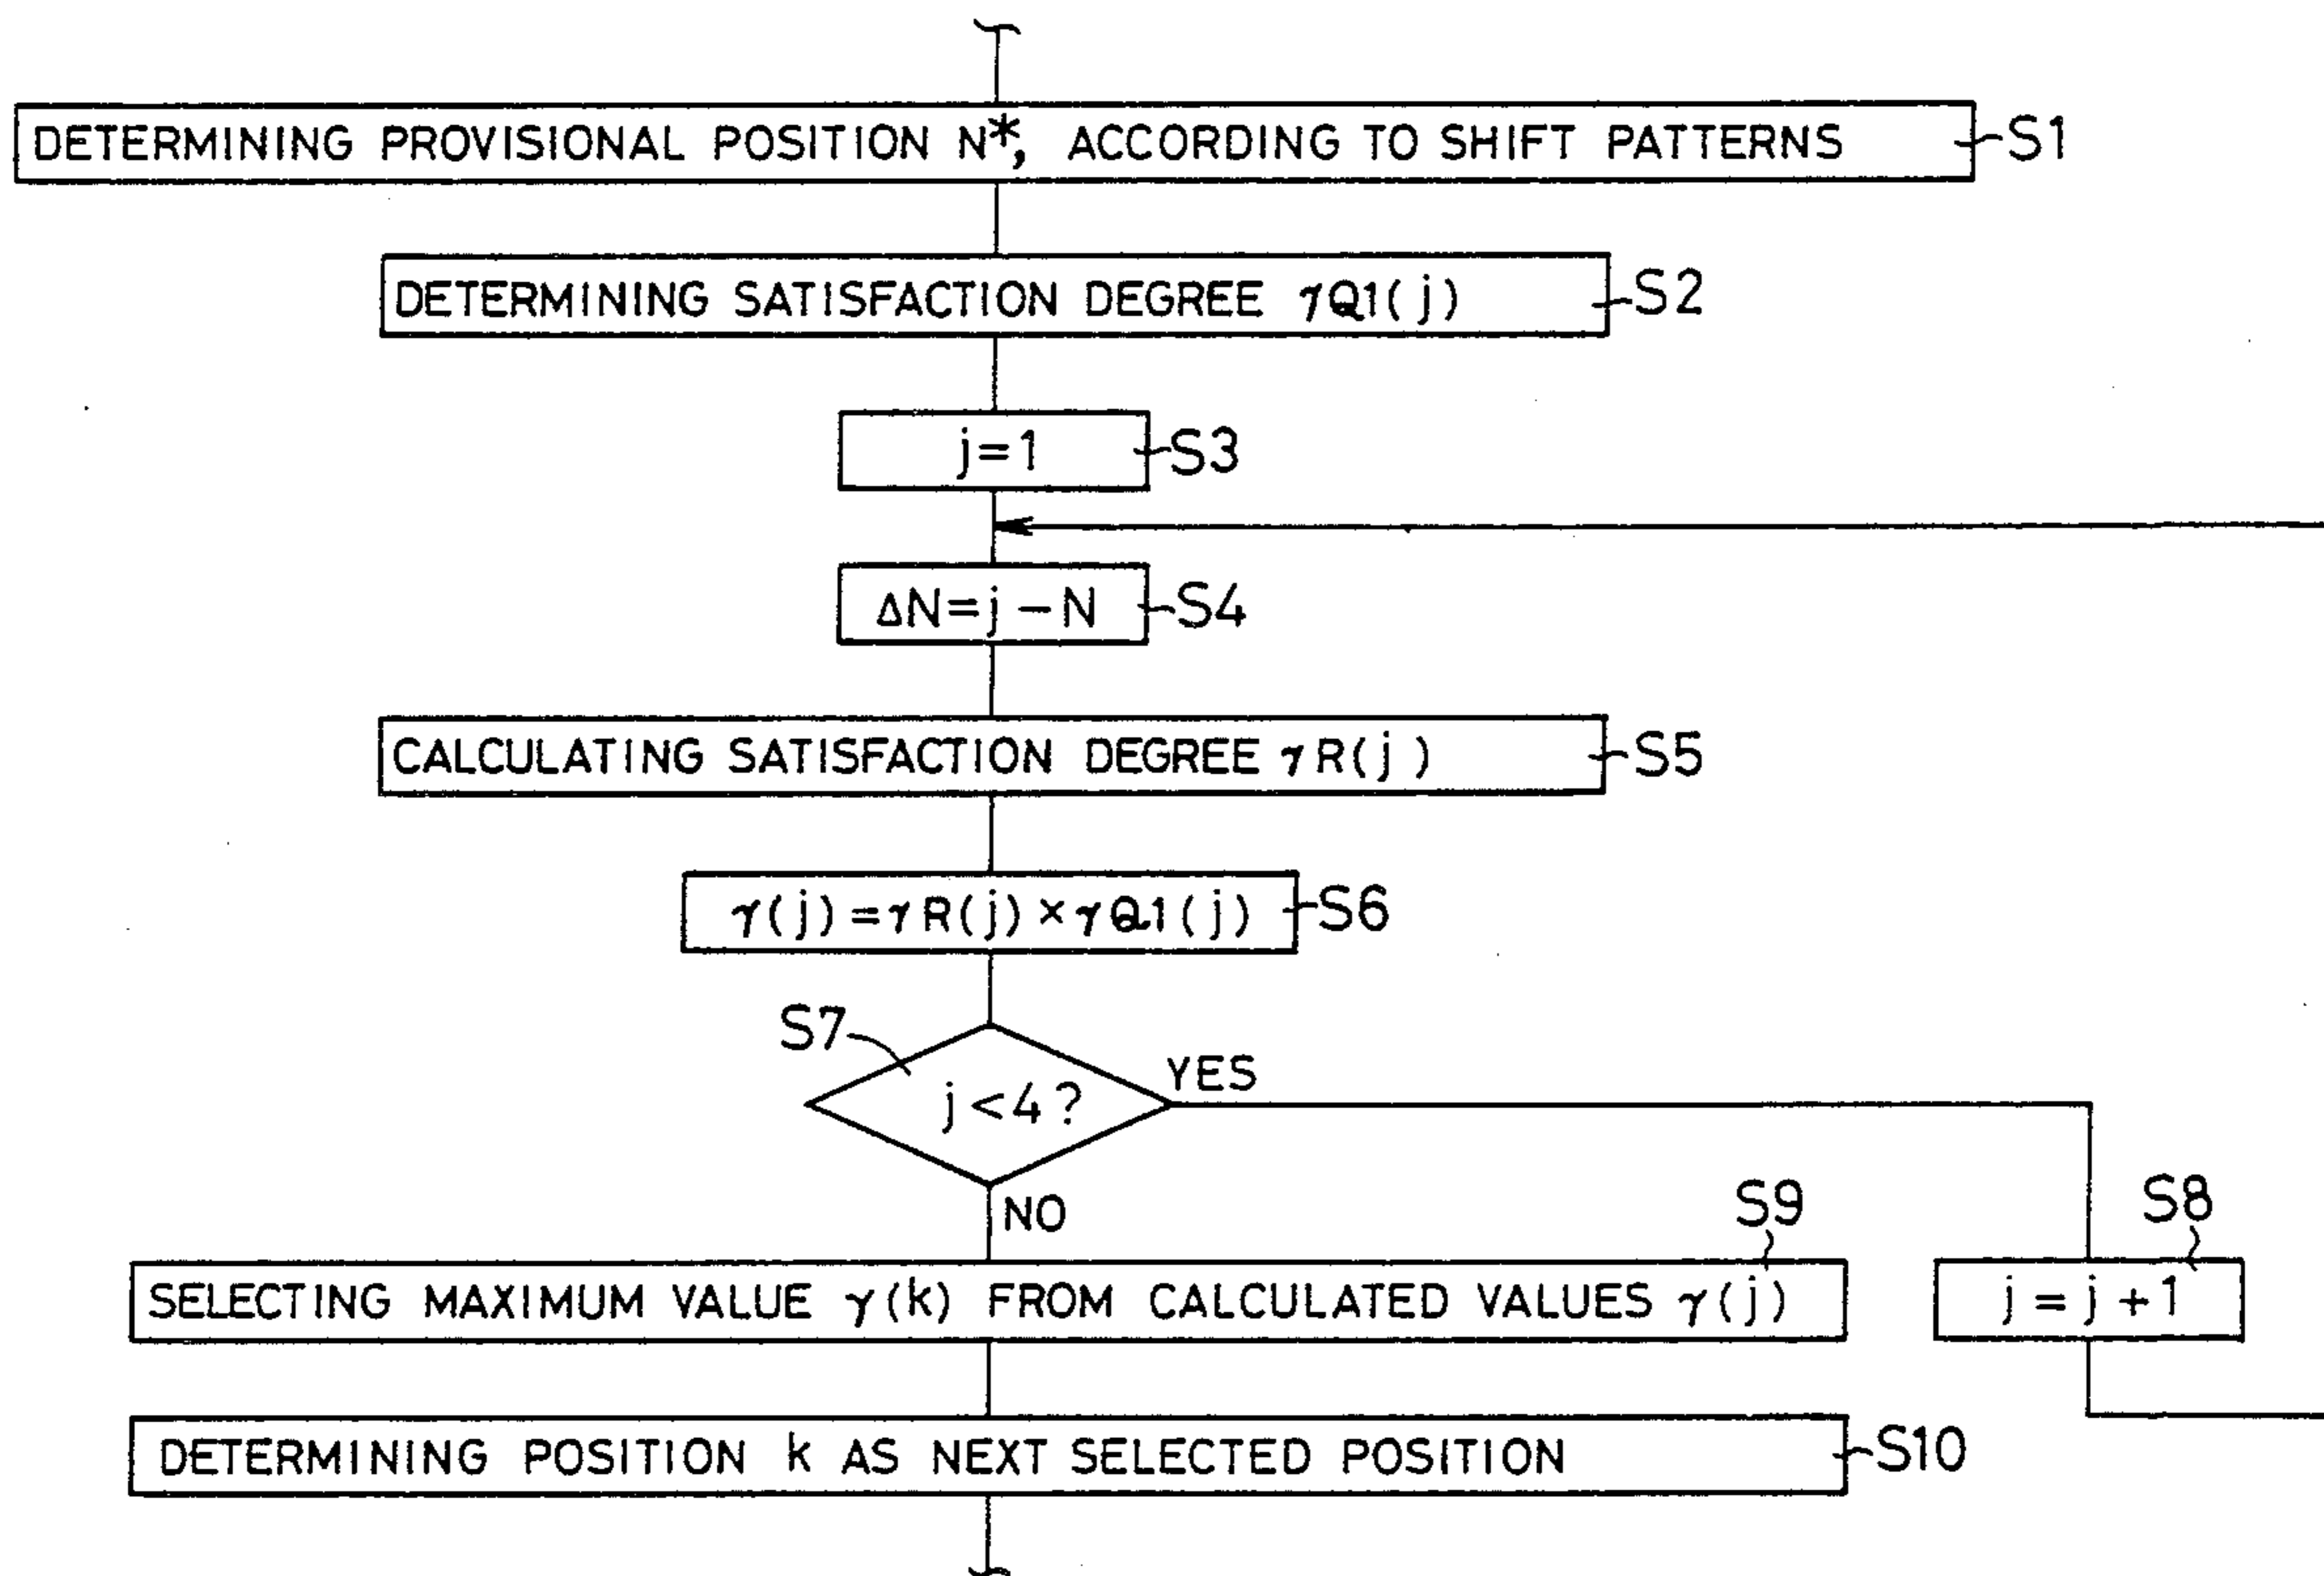 DETERMINING PROVISIONAL POSITION N*, ACCORDING TO SHIFT PATTERNS S1
DETERMINING SATISFACTION DEGREE γQ1(j) S2
j=1 S3
ΔN=j-N S4
CALCULATING SATISFACTION DEGREE γR(j) S5
γ(j)=γR(j)×γQ1(j) S6
S7
j<4? YES
NO
S9 S8
SELECTING MAXIMUM VALUE γ(k) FROM CALCULATED VALUES γ(j)
j=j+1
DETERMINING POSITION k AS NEXT SELECTED POSITION S10